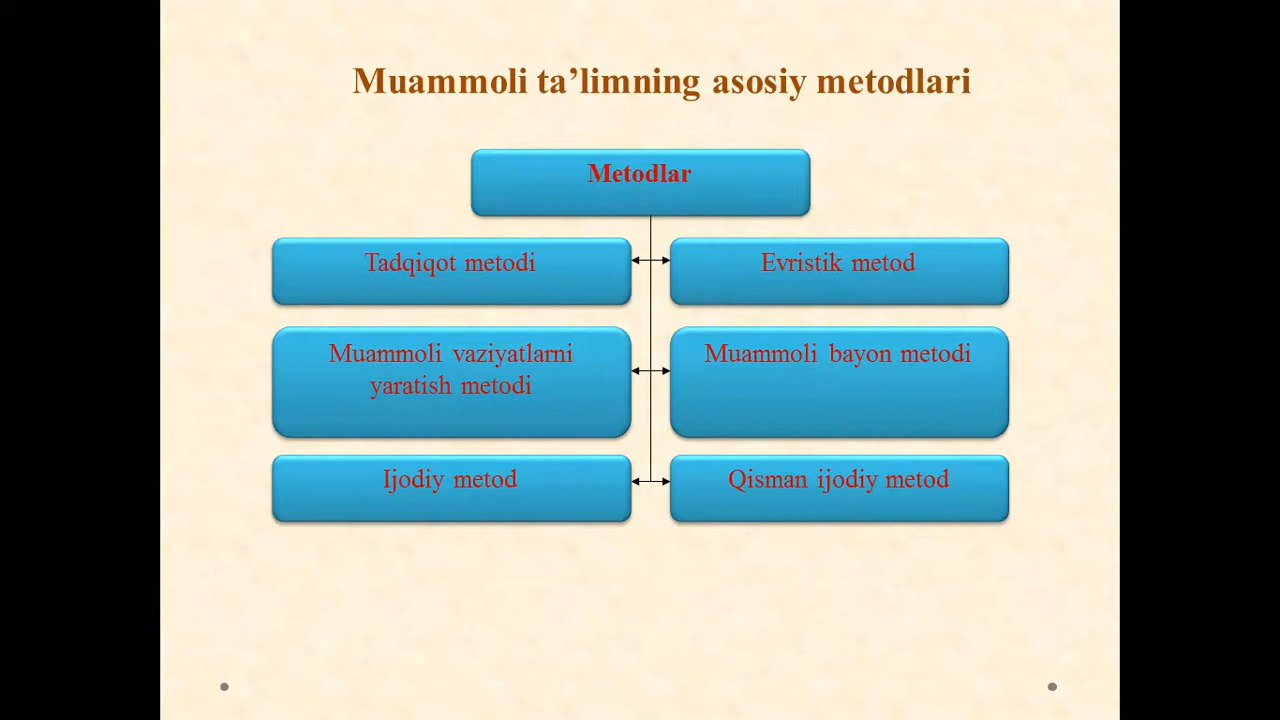 Muammoli ta’limning asosiy metodlari
Metodlar
Tadqiqot metodi
Evristik metod
Muammoli vaziyatlarni
yaratish metodi
Muammoli bayon metodi
Ijodiy metod
Qisman ijodiy metod